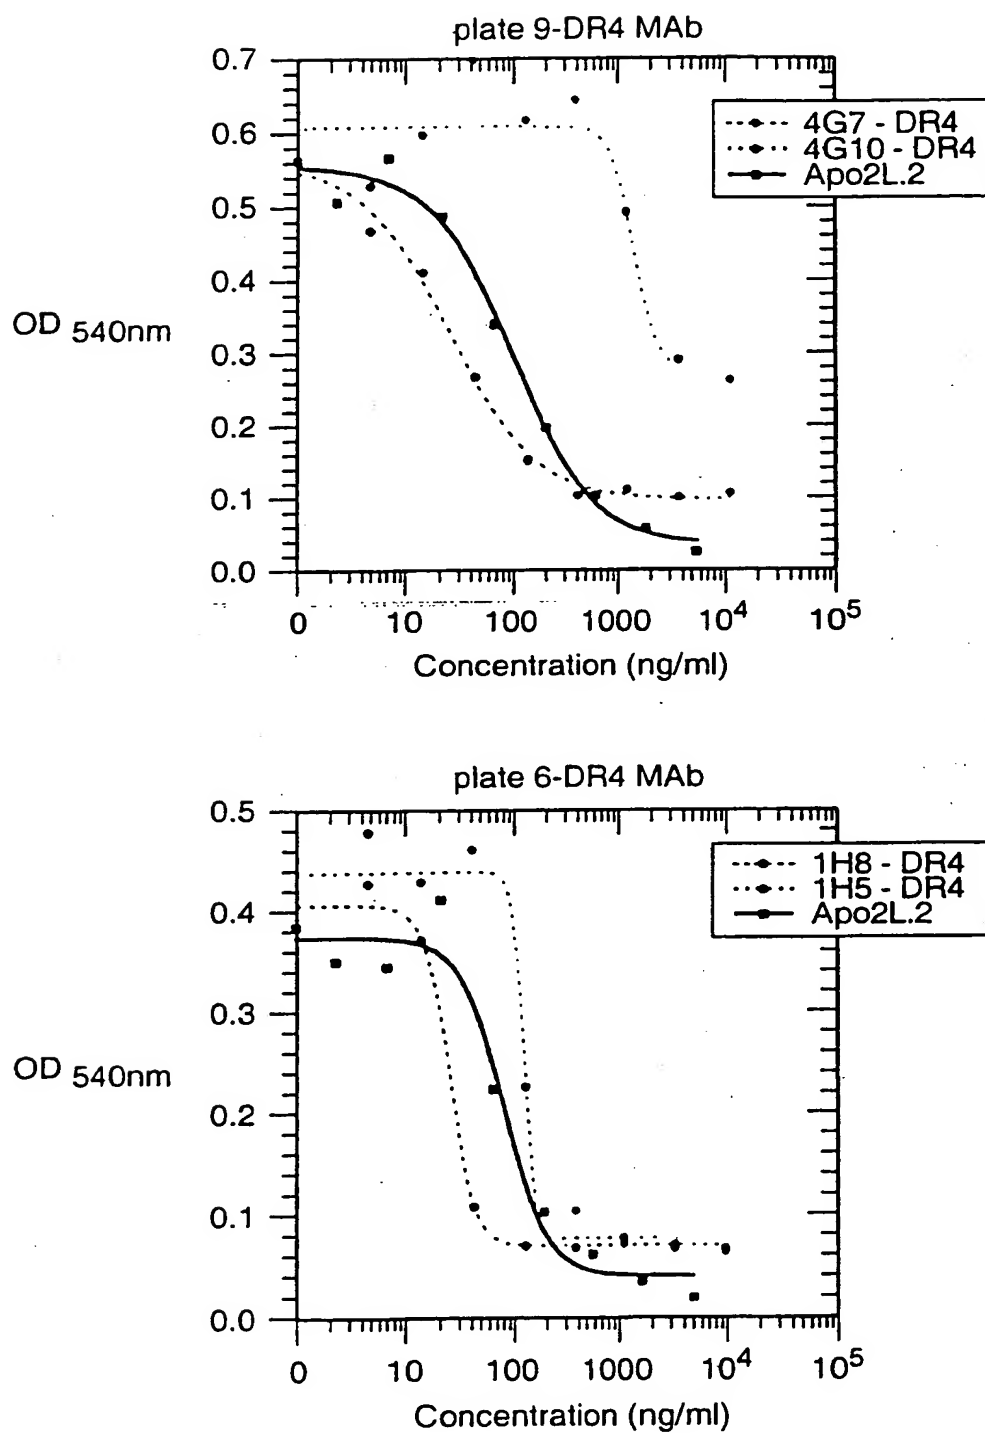 plate 9-DR4 MAb
0.7
0.6
0.5
0.4
0.3
0.2
0.1
0.0
OD 540nm
4G7 - DR4
4G10 - DR4
Apo2L.2
0 10 100 1000 10^4 10^5
Concentration (ng/ml)
plate 6-DR4 MAb
0.5
0.4
0.3
0.2
0.1
0.0
OD 540nm
1H8 - DR4
1H5 - DR4
Apo2L.2
0 10 100 1000 10^4 10^5
Concentration (ng/ml)